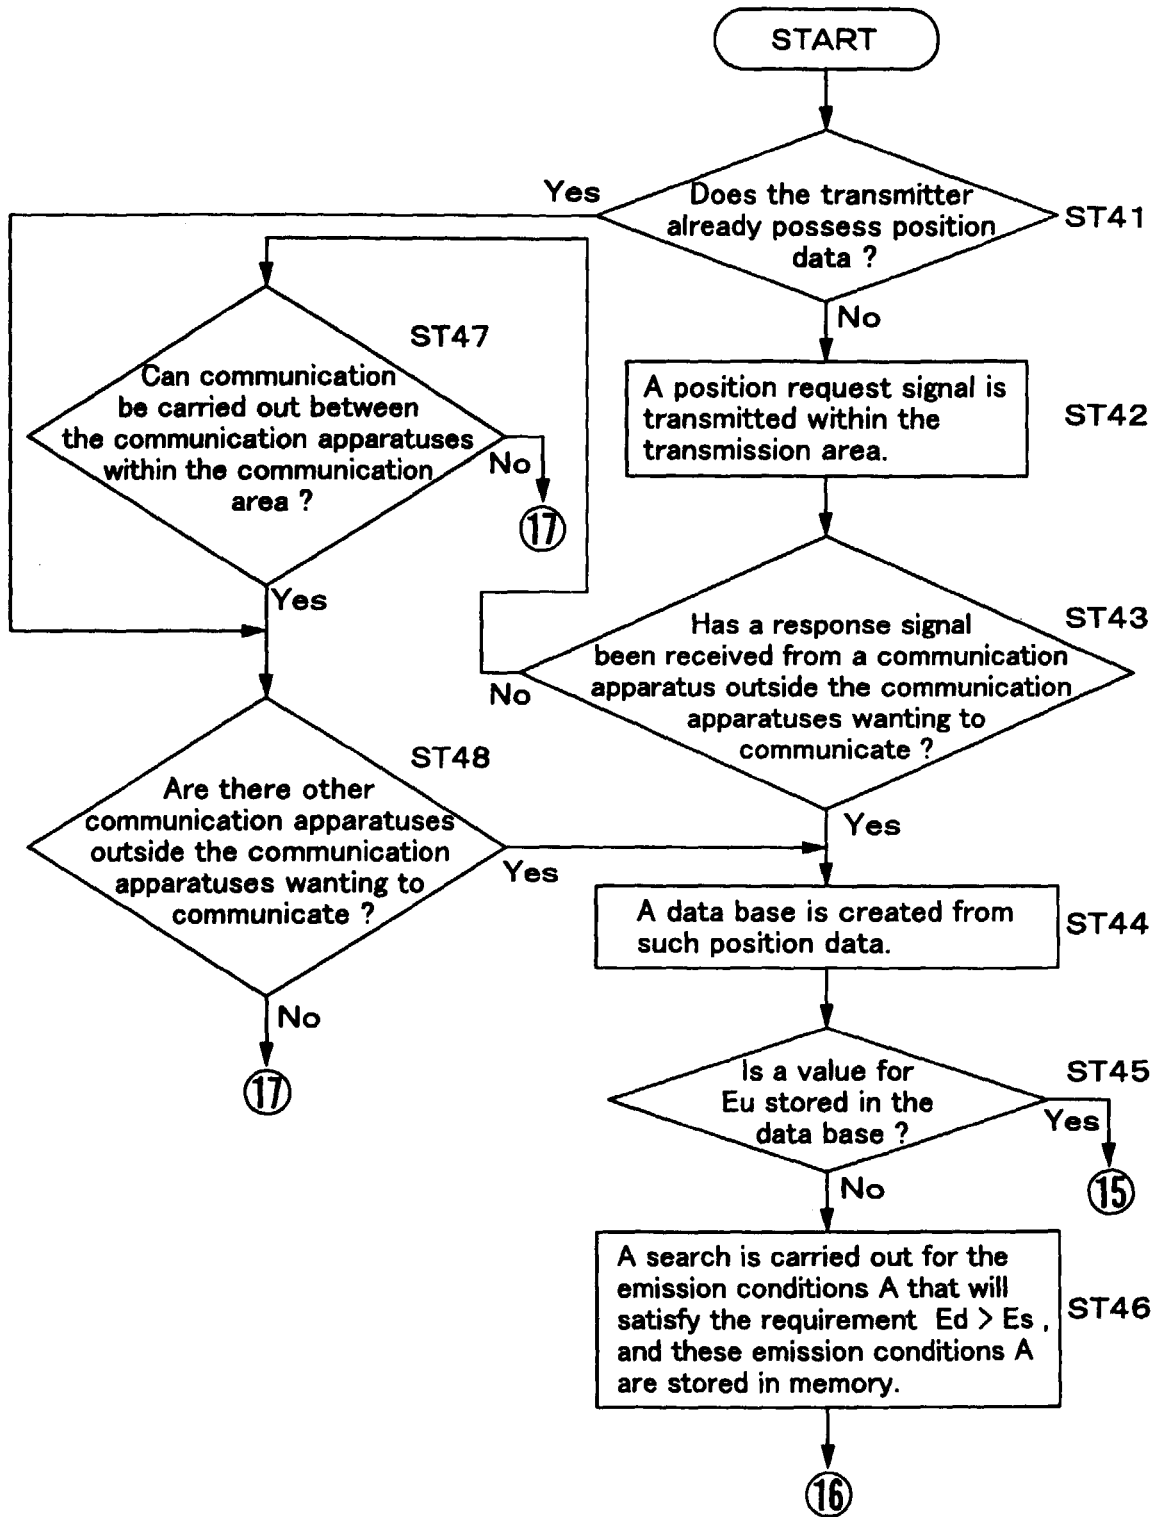 START
Does the transmitter
already possess position
data ?
ST41
Yes
No
A position request signal is
transmitted within the
transmission area.
ST42
Has a response signal
been received from a communication
apparatus outside the communication
apparatuses wanting to
communicate ?
ST43
No
Yes
ST47
Can communication
be carried out between
the communication apparatuses
within the communication
area ?
No
17
Yes
ST48
Are there other
communication apparatuses
outside the communication
apparatuses wanting to
communicate ?
Yes
No
17
A data base is created from
such position data.
ST44
Is a value for
Eu stored in the
data base ?
ST45
Yes
15
No
A search is carried out for the
emission conditions A that will
satisfy the requirement Ed > Es ,
and these emission conditions A
are stored in memory.
ST46
16